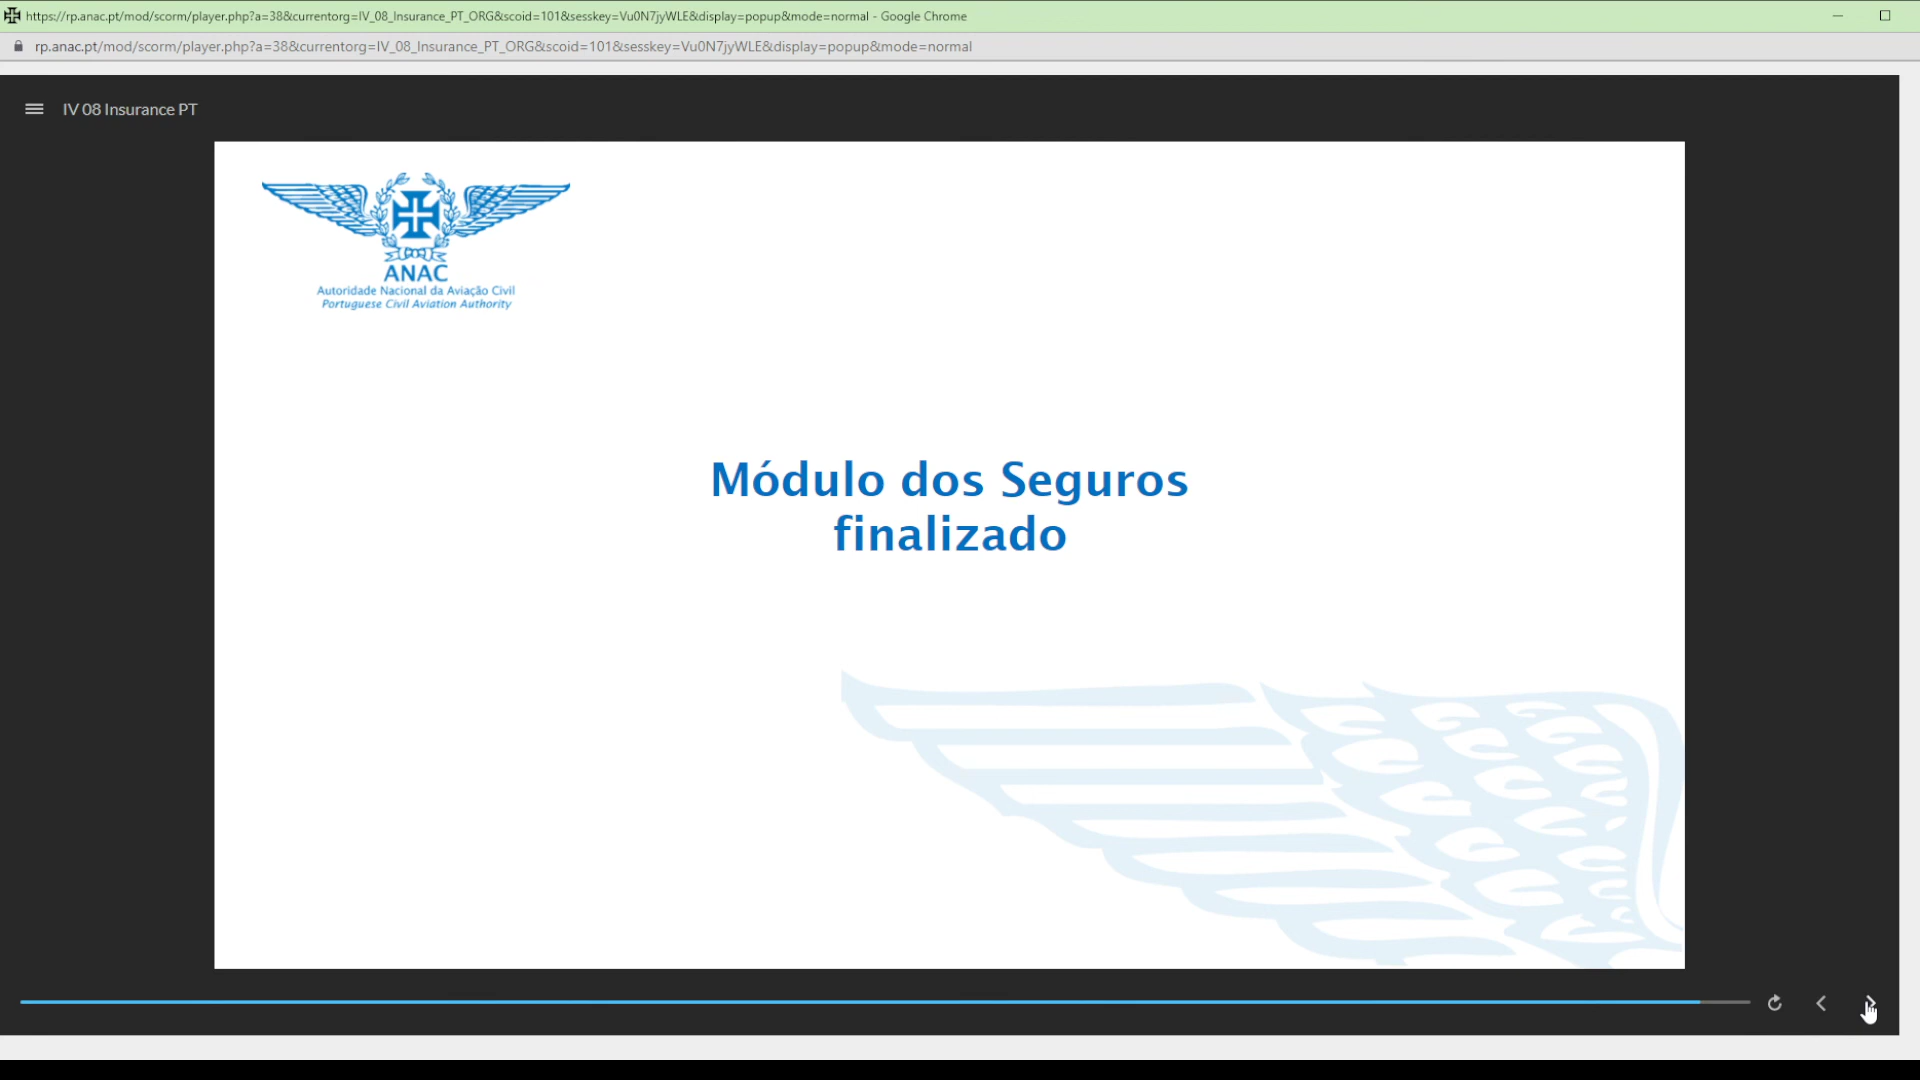 https://rp.anac.pt/mod/scorm/player.php?a=38&currentorg=IV_08_Insurance_PT_ORG&scoid=101&sesskey=Vu0N7jyWLE&display=popup&mode=normal - Google Chrome
rp.anac.pt/mod/scorm/player.php?a=38&currentorg=IV_08_Insurance_PT_ORG&scoid=101&sesskey=Vu0N7jyWLE&display=popup&mode=normal
IV 08 Insurance PT
ANAC
Autoridade Nacional da Aviação Civil
Portuguese Civil Aviation Authority
Módulo dos Seguros
finalizado